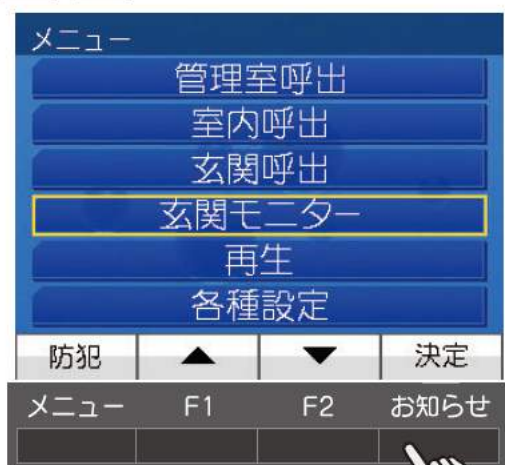 メニュー
管理室呼出
室内呼出
玄関呼出
玄関モニター
再生
各種設定
防犯 ▲ ▼ 決定
メニュー F1 F2 お知らせ